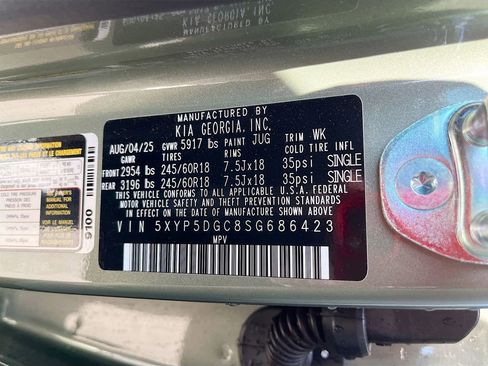 MANUFACTURED BY
KIA GEORGIA, INC.
AUG/04/25 GVWR 5917 lbs PAINT JUG TRIM WK
GAWR TIRES RIMS COLD TIRE INFL
FRONT 2954 lbs 245/60R18 7.5Jx18 35psi SINGLE
REAR 3196 lbs 245/60R18 7.5Jx18 35psi SINGLE
THIS VEHICLE CONFORMS TO ALL APPLICABLE U.S.A. FEDERAL
MOTOR VEHICLE SAFETY, BUMPER, AND THEFT PREVENTION STANDARDS
IN EFFECT ON THE DATE OF MANUFACTURE SHOWN ABOVE.
VIN 5XYP5DGC8SG686423
MPV
9100